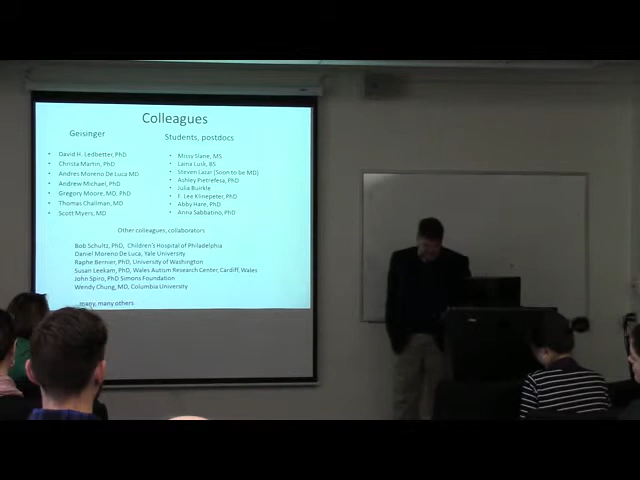 Colleagues
Geisinger
• David H. Ledbetter, PhD
• Christa Martin, PhD
• Andres Moreno De Luca MD
• Andrew Michael, PhD
• Gregory Moore, MD, PhD
• Thomas Challman, MD
• Scott Myers, MD
Students, postdocs
• Missy Slane, MS
• Laina Lusk, BS
• Steven Lazar (Soon to be MD)
• Ashley Pietrefesa, PhD
• Julia Buirkle
• F. Lee Klinepeter, PhD
• Abby Hare, PhD
• Anna Sabbatino, PhD
Other colleagues, collaborators
Bob Schultz, PhD, Children's Hospital of Philadelphia
Daniel Moreno De Luca, Yale University
Raphe Bernier, PhD, University of Washington
Susan Leekam, PhD, Wales Autism Research Center, Cardiff, Wales
John Spiro, PhD Simons Foundation
Wendy Chung, MD, Columbia University
...many, many others